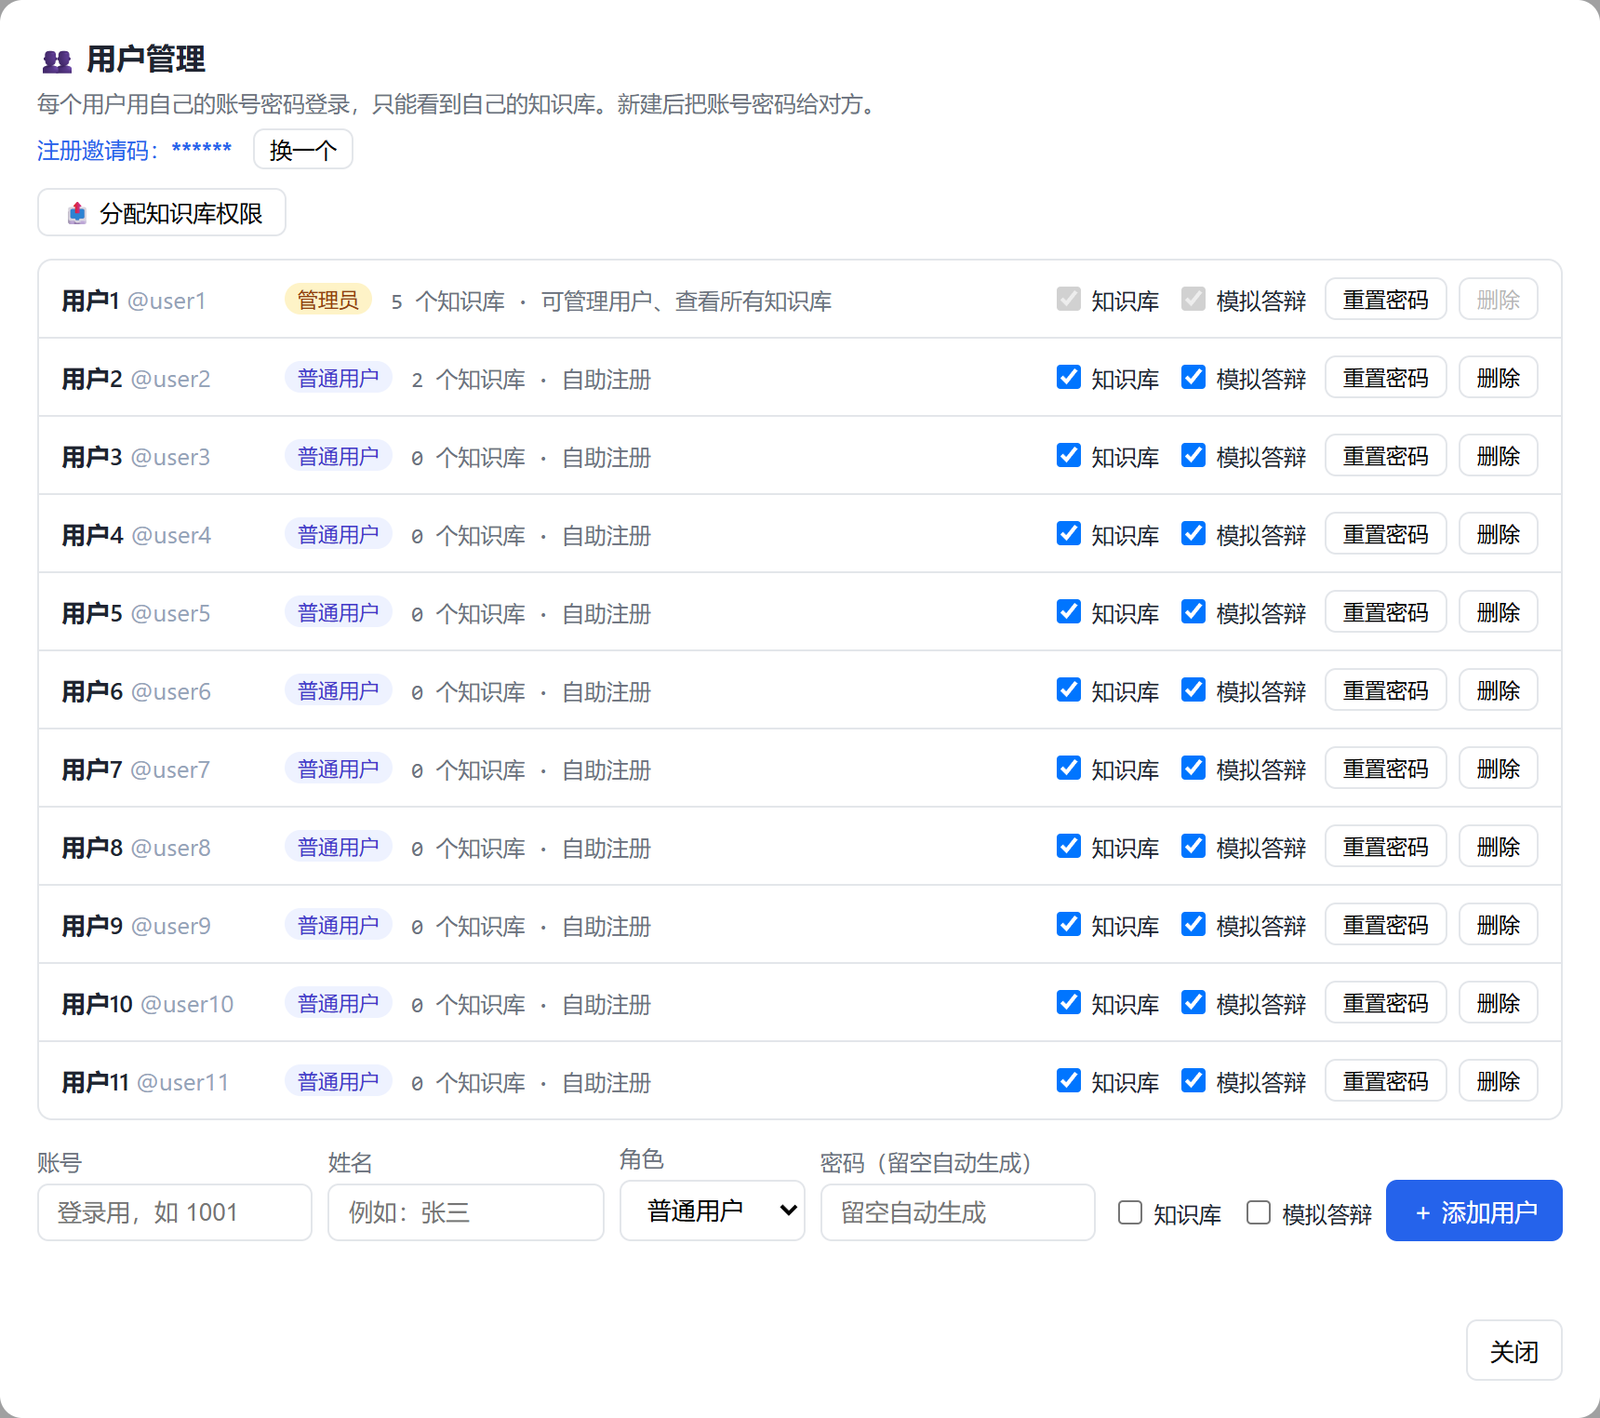 用户管理
每个用户用自己的账号密码登录，只能看到自己的知识库。新建后把账号密码给对方。
注册邀请码：****** 换一个
分配知识库权限
用户1 @user1 管理员 5 个知识库 · 可管理用户、查看所有知识库 知识库 模拟答辩 重置密码 删除
用户2 @user2 普通用户 2 个知识库 · 自助注册 知识库 模拟答辩 重置密码 删除
用户3 @user3 普通用户 0 个知识库 · 自助注册 知识库 模拟答辩 重置密码 删除
用户4 @user4 普通用户 0 个知识库 · 自助注册 知识库 模拟答辩 重置密码 删除
用户5 @user5 普通用户 0 个知识库 · 自助注册 知识库 模拟答辩 重置密码 删除
用户6 @user6 普通用户 0 个知识库 · 自助注册 知识库 模拟答辩 重置密码 删除
用户7 @user7 普通用户 0 个知识库 · 自助注册 知识库 模拟答辩 重置密码 删除
用户8 @user8 普通用户 0 个知识库 · 自助注册 知识库 模拟答辩 重置密码 删除
用户9 @user9 普通用户 0 个知识库 · 自助注册 知识库 模拟答辩 重置密码 删除
用户10 @user10 普通用户 0 个知识库 · 自助注册 知识库 模拟答辩 重置密码 删除
用户11 @user11 普通用户 0 个知识库 · 自助注册 知识库 模拟答辩 重置密码 删除
账号 姓名 角色 密码（留空自动生成）
登录用，如 1001 例如：张三 普通用户 留空自动生成 知识库 模拟答辩 + 添加用户
关闭